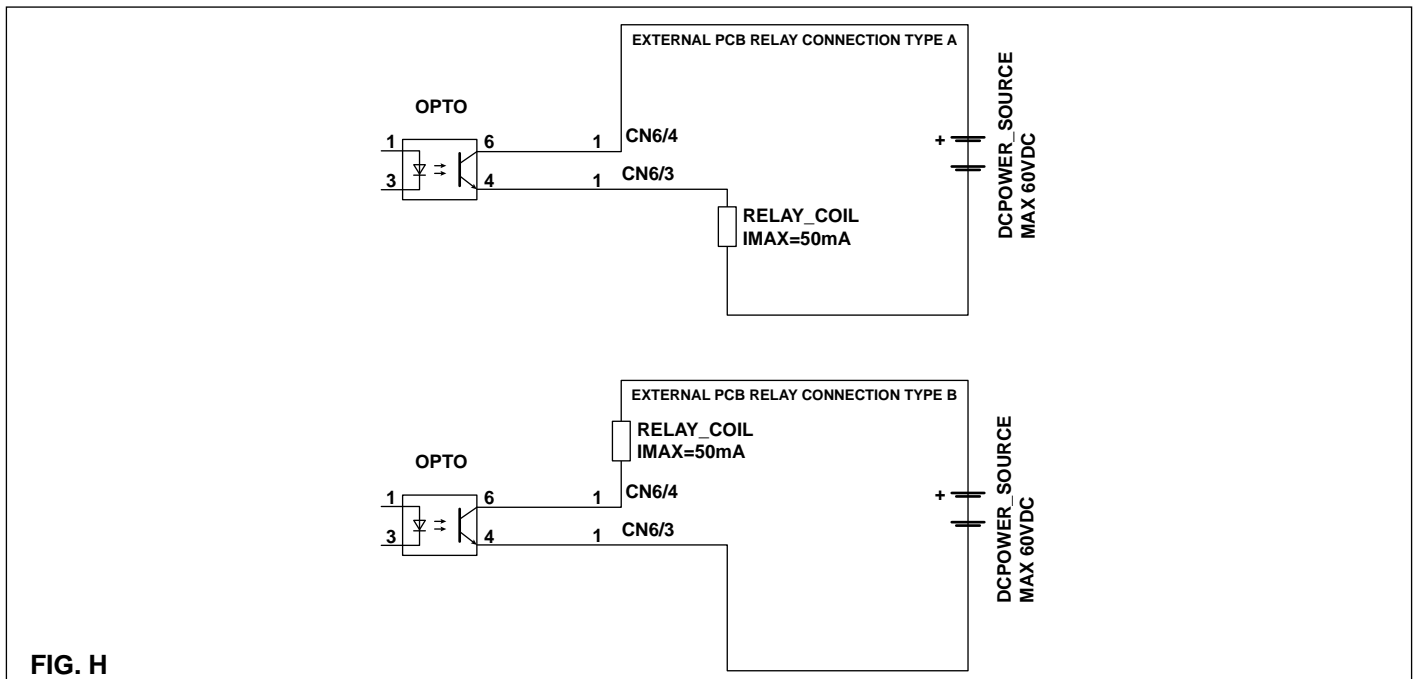 EXTERNAL PCB RELAY CONNECTION TYPE A
OPTO
1
6
1
CN6/4
3
4
1
CN6/3
RELAY_COIL
IMAX=50mA
+
DCPOWER_SOURCE
MAX 60VDC
EXTERNAL PCB RELAY CONNECTION TYPE B
RELAY_COIL
IMAX=50mA
OPTO
1
6
1
CN6/4
3
4
1
CN6/3
+
DCPOWER_SOURCE
MAX 60VDC
FIG. H